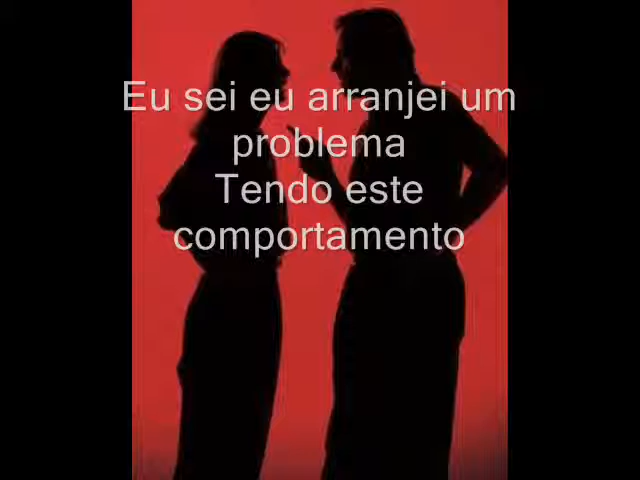 Eu sei eu arranjei um
problema
Tendo este
comportamento